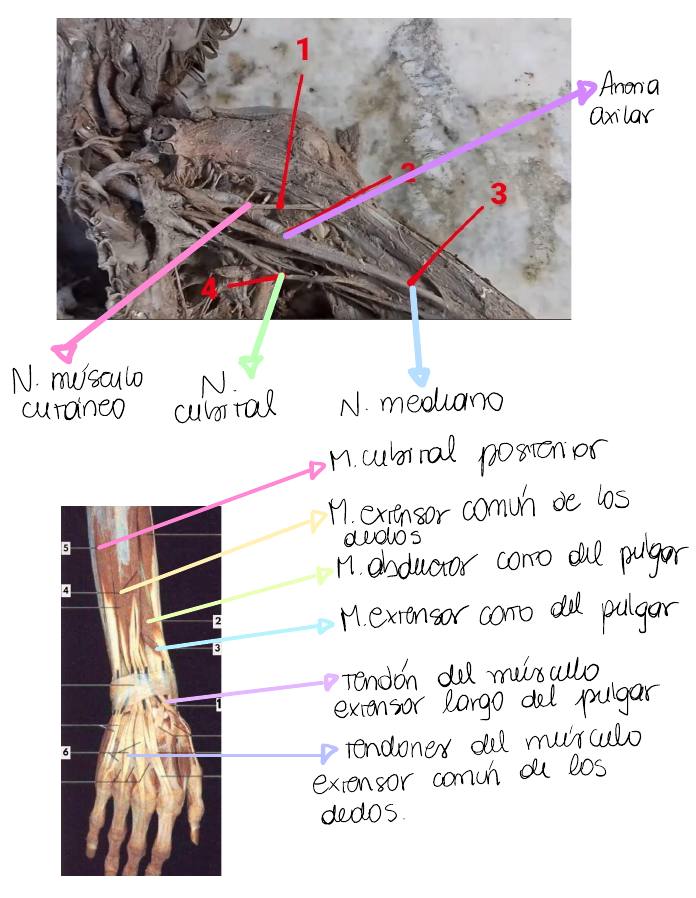 1
Arteria
axilar
2
3
4
N. músculo
cutáneo
N.
cubital
N. mediano
M. cubital posterior
M. extensor común de los
dedos
M. abductor corto del pulgar
M. extensor corto del pulgar
Tendón del músculo
extensor largo del pulgar
Tendones del músculo
extensor común de los
dedos.
5
4
2
3
1
6